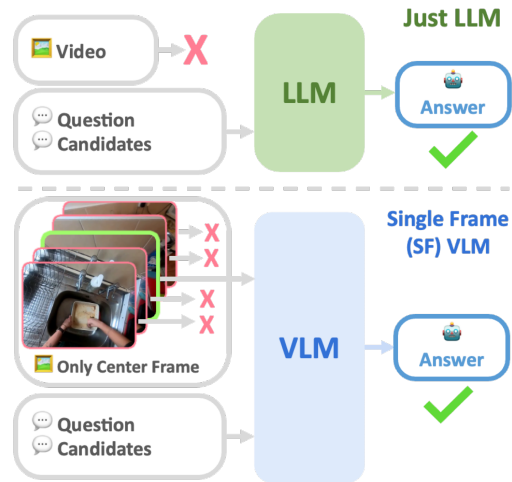 Just LLM
Video
X
Question
Candidates
LLM
Answer
Single Frame
(SF) VLM
X
X
X
X
Only Center Frame
VLM
Answer
Question
Candidates